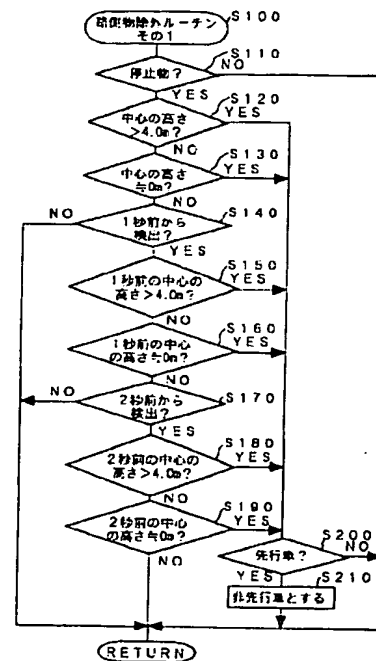 路側物除外ルーチン
その1
S100
停止物?
S110
NO
YES
中心の高さ
>4.0m?
S120
YES
NO
中心の高さ
≒0m?
S130
YES
NO
1秒前から
検出?
S140
NO
YES
1秒前の中心の
高さ>4.0m?
S150
YES
NO
1秒前の中心
の高さ≒0m?
S160
YES
NO
2秒前から
検出?
S170
NO
YES
2秒前の中心の
高さ>4.0m?
S180
YES
NO
2秒前の中心
の高さ≒0m?
S190
YES
NO
先行車?
S200
NO
YES
非先行車とする
S210
RETURN